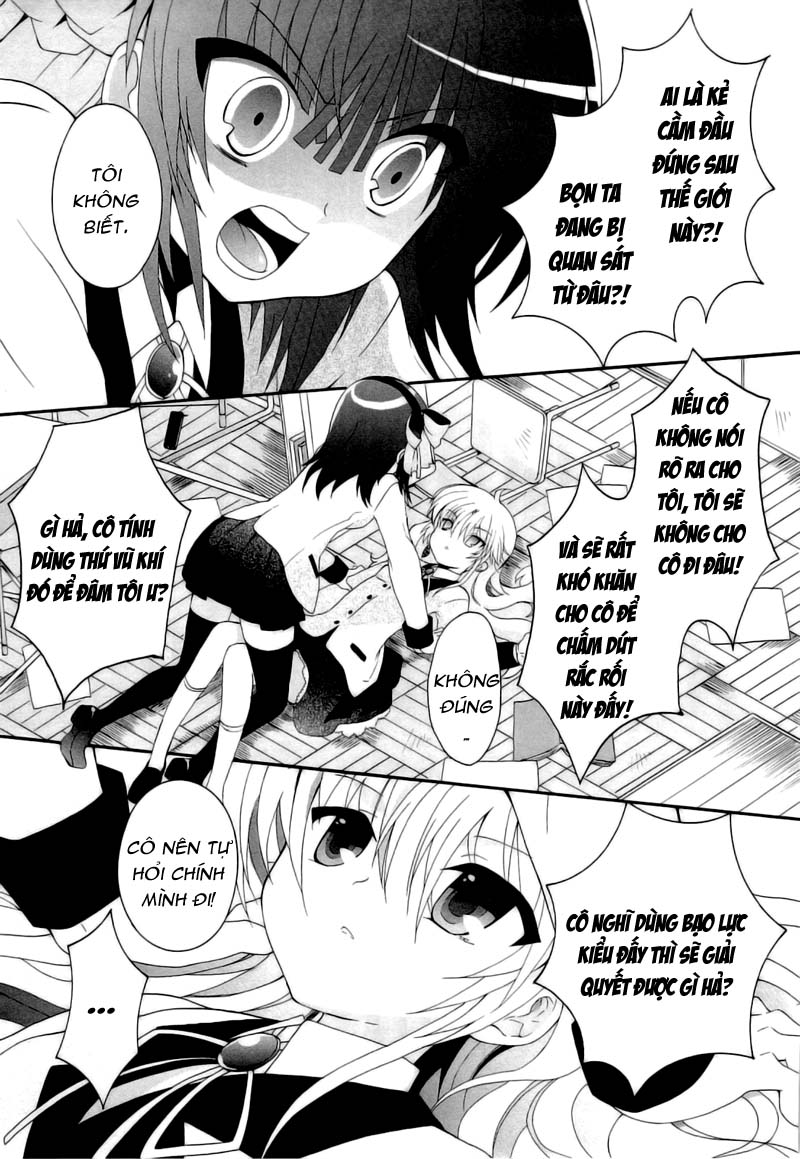 AI LÀ KẺ
CẦM ĐẦU
ĐỨNG SAU
THẾ GIỚI
NÀY?!
BỌN TA
ĐANG BỊ
QUAN SÁT
TỪ ĐÂU?!
TÔI
KHÔNG
BIẾT.
NẾU CÔ
KHÔNG NÓI
RÕ RA CHO
TÔI, TÔI SẼ
KHÔNG CHO
CÔ ĐI ĐÂU!
VÀ SẼ RẤT
KHÓ KHĂN
CHO CÔ ĐỂ
CHẤM DỨT
RẮC RỐI
NÀY ĐẤY!
KHÔNG
ĐÚNG
..
GÌ HẢ, CÔ TÍNH
DÙNG THỨ VŨ KHÍ
ĐÓ ĐỂ ĐÂM TÔI Ư?
CÔ NGHĨ DÙNG BẠO LỰC
KIỂU ĐẤY THÌ SẼ GIẢI
QUYẾT ĐƯỢC GÌ HẢ?
CÔ NÊN TỰ
HỎI CHÍNH
MÌNH ĐI!
...